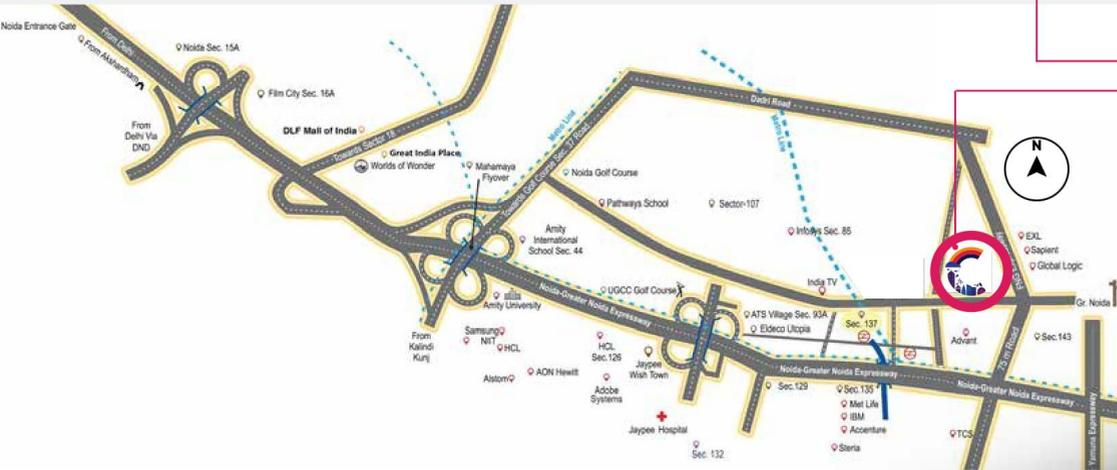 Noida Entrance Gate
From Delhi
From Akshardham
Noida Sec. 15A
Film City Sec. 16A
From
Delhi Via
DND
DLF Mall of India
Towards Sector 18
Great India Place
Worlds of Wonder
Mahamaya
Flyover
Metro Line
Towards Golf Course Sec. 37 Road
Dadri Road
Metro Line
N
Noida Golf Course
Pathways School
Sector-107
Infosys Sec. 85
Amity
International
School Sec. 44
EXL
Sapient
Global Logic
India TV
UGCC Golf Course
Amity University
Noida-Greater Noida Expressway
Gr. Noida
ATS Village Sec. 93A
Eldeco Utopia
Sec. 137
Advant
Sec.143
75 m Road
From
Kalindi
Kunj
Samsung
NIIT
HCL
HCL
Sec.126
Jaypee
Wish Town
Alstom
AON Hewitt
Adobe
Systems
Noida-Greater Noida Expressway
Noida-Greater Noida Expressway
Sec.129
Sec.135
Met Life
IBM
Accenture
Steria
TCS
Jaypee Hospital
Sec. 132
Yamuna Expressway